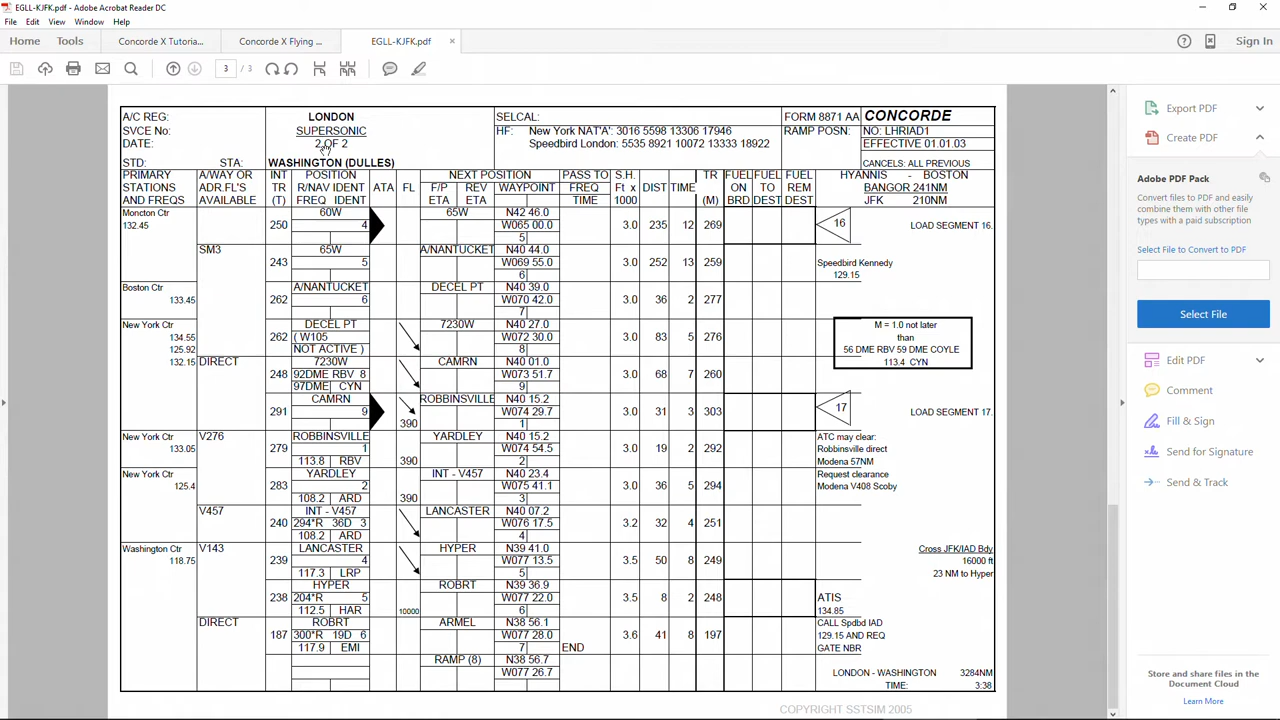 EGLL-KJFK.pdf - Adobe Acrobat Reader DC
File Edit View Window Help
Home Tools Concorde X Tutoria... Concorde X Flying ... EGLL-KJFK.pdf Sign In
3 / 3
A/C REG: LONDON SELCAL: FORM 8871 AA CONCORDE
SVCE No: SUPERSONIC HF: New York NAT'A': 3016 5598 13306 17946 RAMP POSN: NO: LHRIAD1
DATE: 2 OF 2 Speedbird London: 5535 8921 10072 13333 18922 EFFECTIVE 01.01.03
STD: STA: WASHINGTON (DULLES) CANCELS: ALL PREVIOUS
PRIMARY A/WAY OR INT POSITION NEXT POSITION PASS TO S.H. TR FUEL FUEL FUEL HYANNIS - BOSTON
STATIONS ADR.FL'S TR R/NAV IDENT ATA FL F/P REV WAYPOINT FREQ Ft x DIST TIME (M) ON TO REM BANGOR 241NM
AND FREQS AVAILABLE (T) FREQ IDENT ETA ETA TIME 1000 BRD DEST DEST JFK 210NM
Moncton Ctr 60W 65W N42 46.0
132.45 250 4 W065 00.0 3.0 235 12 269 16 LOAD SEGMENT 16.
5
SM3 65W A/NANTUCKET N40 44.0
243 5 W069 55.0 3.0 252 13 259 Speedbird Kennedy
6 129.15
Boston Ctr A/NANTUCKET DECEL PT N40 39.0
133.45 262 6 W070 42.0 3.0 36 2 277
7
New York Ctr DECEL PT 7230W N40 27.0 M = 1.0 not later
134.55 262 ( W105 W072 30.0 3.0 83 5 276 than
125.92 NOT ACTIVE ) 8 56 DME RBV 59 DME COYLE
132.15 DIRECT 7230W CAMRN N40 01.0 113.4 CYN
248 92DME RBV 8 W073 51.7 3.0 68 7 260
97DME CYN 9
CAMRN ROBBINSVILLE N40 15.2
291 9 W074 29.7 3.0 31 3 303 17 LOAD SEGMENT 17.
390 1
New York Ctr V276 ROBBINSVILLE YARDLEY N40 15.2 ATC may clear:
133.05 279 1 W074 54.5 3.0 19 2 292 Robbinsville direct
113.8 RBV 390 2 Modena 57NM
New York Ctr YARDLEY INT - V457 N40 23.4 Request clearance
125.4 283 2 W075 41.1 3.0 36 5 294 Modena V408 Scoby
108.2 ARD 390 3
V457 INT - V457 LANCASTER N40 07.2
240 294*R 36D 3 W076 17.5 3.2 32 4 251
108.2 ARD 4
Washington Ctr V143 LANCASTER HYPER N39 41.0 Cross JFK/IAD Bdy
118.75 239 4 W077 13.5 3.5 50 8 249 16000 ft
117.3 LRP 5 23 NM to Hyper
HYPER ROBRT N39 36.9
238 204*R 5 W077 22.0 3.5 8 2 248 ATIS
112.5 HAR 10000 6 134.85
DIRECT ROBRT ARMEL N38 56.1 CALL Spdbd IAD
187 300*R 19D 6 W077 28.0 3.6 41 8 197 129.15 AND REQ
117.9 EMI 7 END GATE NBR
RAMP (8) N38 56.7
W077 26.7 LONDON - WASHINGTON 3284NM
TIME: 3:38
COPYRIGHT SSTSIM 2005
Export PDF
Create PDF
Adobe PDF Pack
Convert files to PDF and easily
combine them with other file
types with a paid subscription
Select File to Convert to PDF
Select File
Edit PDF
Comment
Fill & Sign
Send for Signature
Send & Track
Store and share files in the
Document Cloud
Learn More